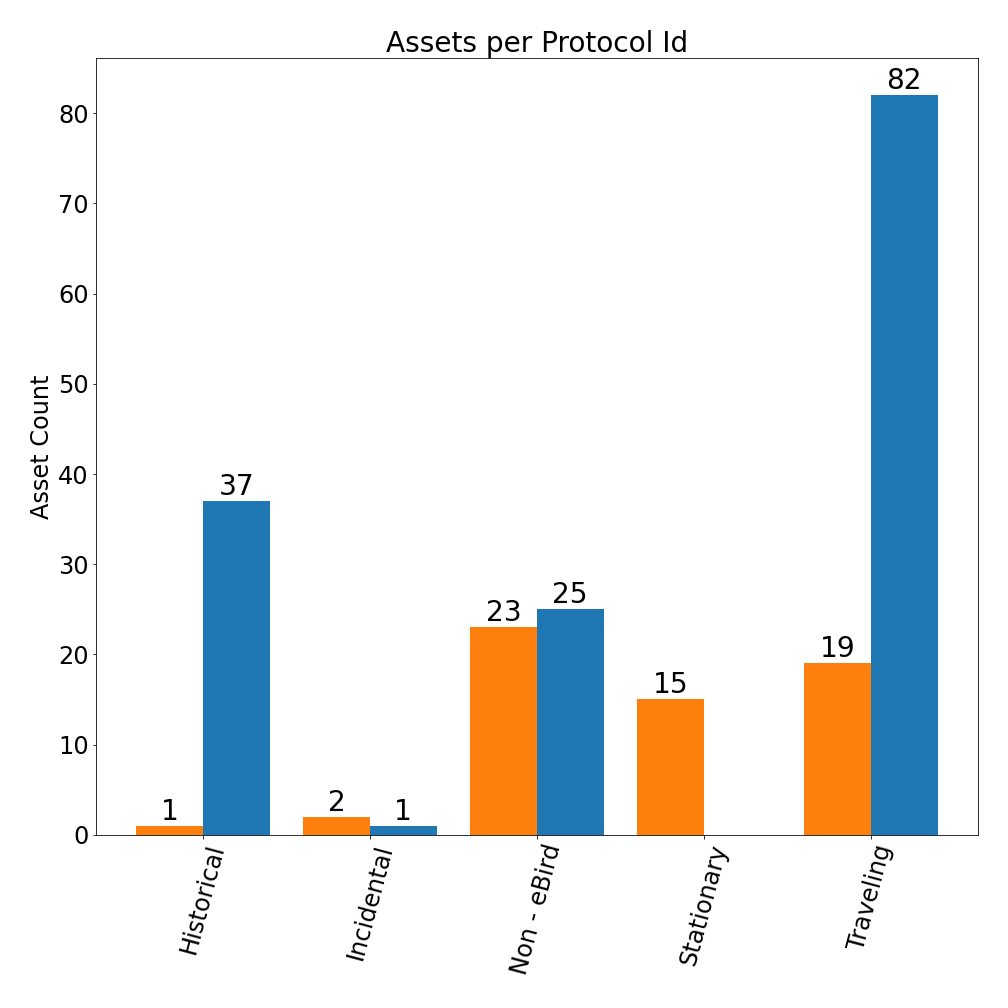 Assets per Protocol Id
Asset Count
80
70
60
50
40
30
20
10
0
1
37
2
1
23
25
15
19
82
Historical
Incidental
Non - eBird
Stationary
Traveling